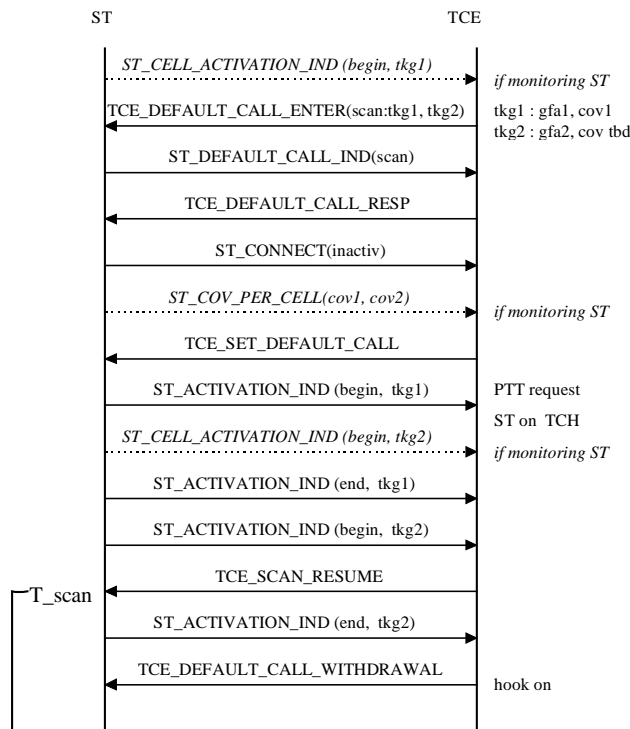 ST
TCE
ST_CELL_ACTIVATION_IND (begin, tkg1)
if monitoring ST
TCE_DEFAULT_CALL_ENTER(scan:tkg1, tkg2)
tkg1 : gfa1, cov1
tkg2 : gfa2, cov tbd
ST_DEFAULT_CALL_IND(scan)
TCE_DEFAULT_CALL_RESP
ST_CONNECT(inactiv)
ST_COV_PER_CELL(cov1, cov2)
if monitoring ST
TCE_SET_DEFAULT_CALL
ST_ACTIVATION_IND (begin, tkg1)
PTT request
ST on TCH
ST_CELL_ACTIVATION_IND (begin, tkg2)
if monitoring ST
ST_ACTIVATION_IND (end, tkg1)
ST_ACTIVATION_IND (begin, tkg2)
TCE_SCAN_RESUME
T_scan
ST_ACTIVATION_IND (end, tkg2)
TCE_DEFAULT_CALL_WITHDRAWAL
hook on